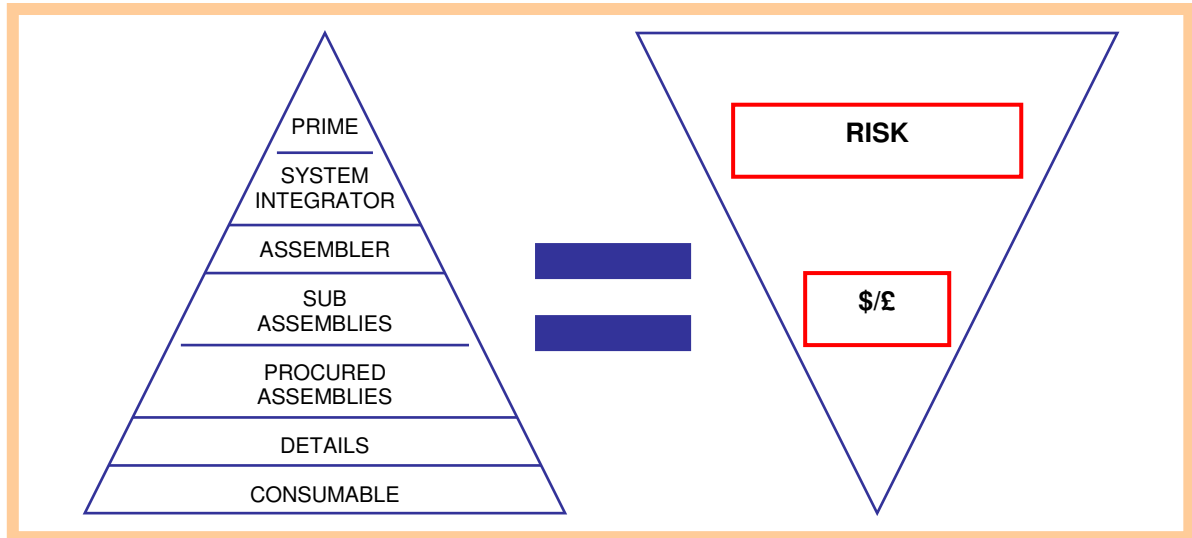 PRIME
SYSTEM
INTEGRATOR
ASSEMBLER
SUB
ASSEMBLIES
PROCURED
ASSEMBLIES
DETAILS
CONSUMABLE
RISK
$/£